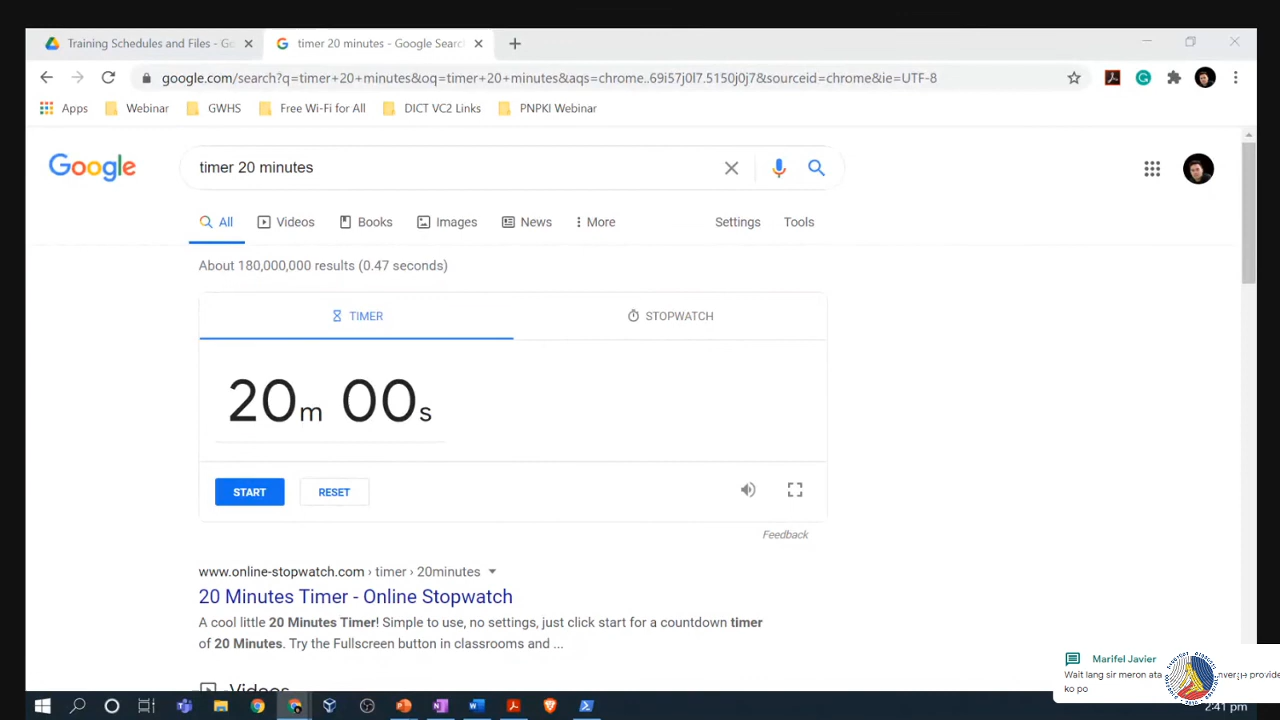 Training Schedules and Files - Go
timer 20 minutes - Google Search
google.com/search?q=timer+20+minutes&oq=timer+20+minutes&aqs=chrome..69i57j0l7.5150j0j7&sourceid=chrome&ie=UTF-8
Apps Webinar GWHS Free Wi-Fi for All DICT VC2 Links PNPKI Webinar
Google
timer 20 minutes
All Videos Books Images News More Settings Tools
About 180,000,000 results (0.47 seconds)
TIMER STOPWATCH
20m 00s
START RESET
Feedback
www.online-stopwatch.com › timer › 20minutes
20 Minutes Timer - Online Stopwatch
A cool little 20 Minutes Timer! Simple to use, no settings, just click start for a countdown timer
of 20 Minutes. Try the Fullscreen button in classrooms and ...
Videos
Marifel Javier
Wait lang sir meron ata provide
ko po
2:41 pm